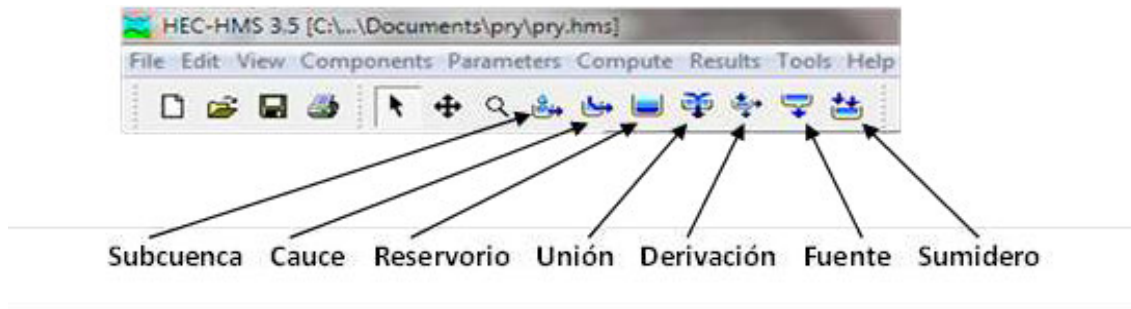 HEC-HMS 3.5 [C:\...\Documents\pry\pry.hms]
File Edit View Components Parameters Compute Results Tools Help
Subcuenca Cauce Reservorio Unión Derivación Fuente Sumidero